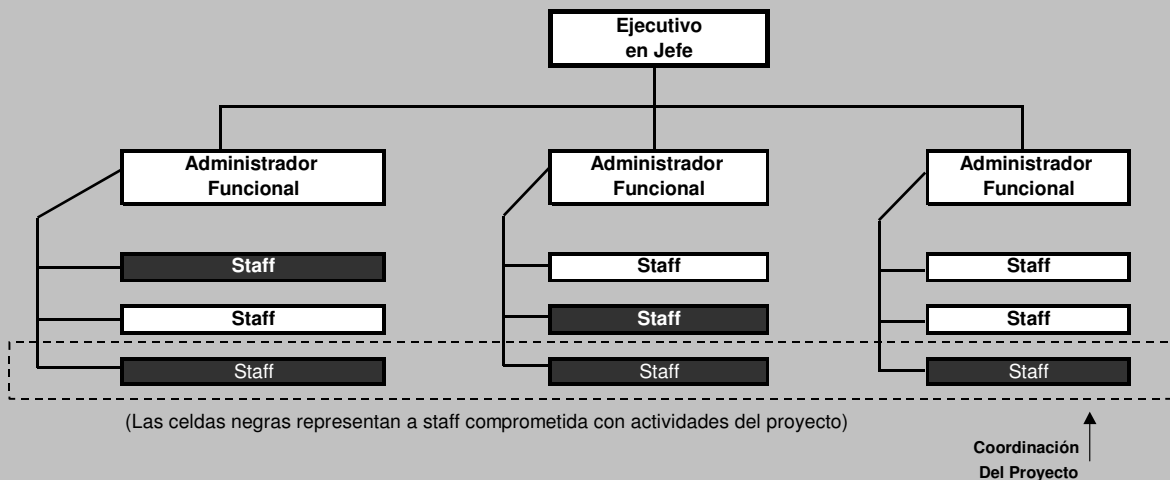 Ejecutivo
en Jefe
Administrador
Funcional
Administrador
Funcional
Administrador
Funcional
Staff
Staff
Staff
Staff
Staff
Staff
Staff
Staff
Staff
(Las celdas negras representan a staff comprometida con actividades del proyecto)
Coordinación
Del Proyecto